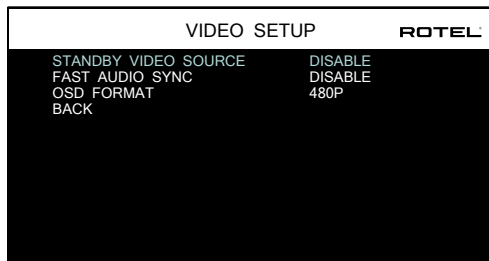 VIDEO SETUP ROTEL
STANDBY VIDEO SOURCE DISABLE
FAST AUDIO SYNC DISABLE
OSD FORMAT 480P
BACK